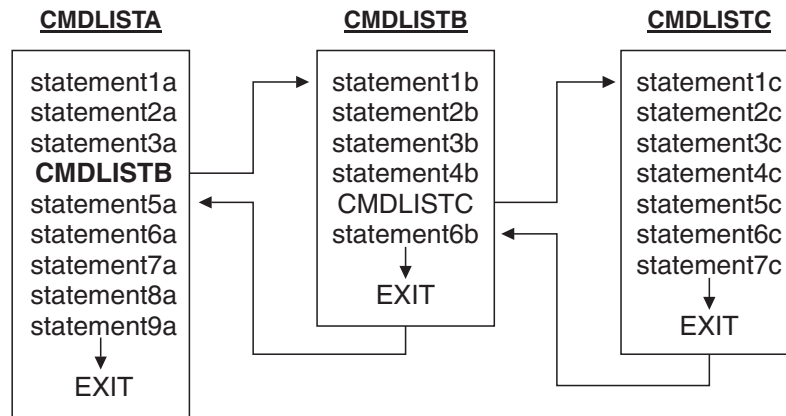 CMDLISTA
statement1a
statement2a
statement3a
CMDLISTB
statement5a
statement6a
statement7a
statement8a
statement9a
EXIT
CMDLISTB
statement1b
statement2b
statement3b
statement4b
CMDLISTC
statement6b
EXIT
CMDLISTC
statement1c
statement2c
statement3c
statement4c
statement5c
statement6c
statement7c
EXIT